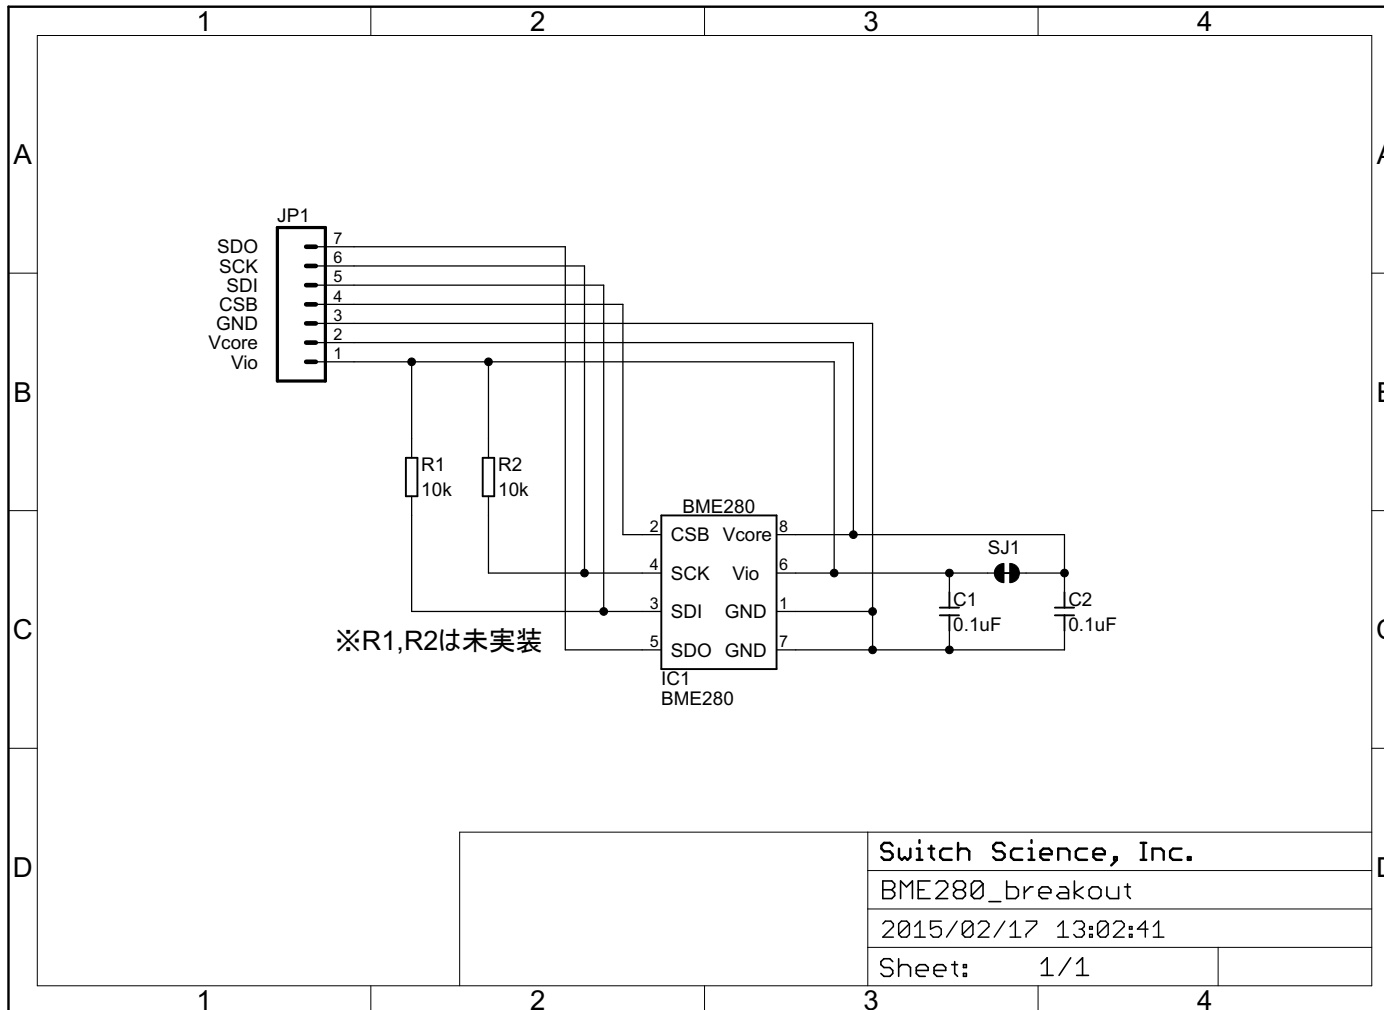 1 2 3 4
A A
JP1
SDO 7
SCK 6
SDI 5
CSB 4
GND 3
Vcore 2
Vio 1
B B
R1 R2
10k 10k
BME280
2 CSB Vcore 8
SJ1
4 SCK Vio 6
C1 C2
3 SDI GND 1
0.1uF 0.1uF
C C
※R1,R2は未実装
5 SDO GND 7
IC1
BME280
Switch Science, Inc.
D D
BME280_breakout
2015/02/17 13:02:41
Sheet: 1/1
1 2 3 4